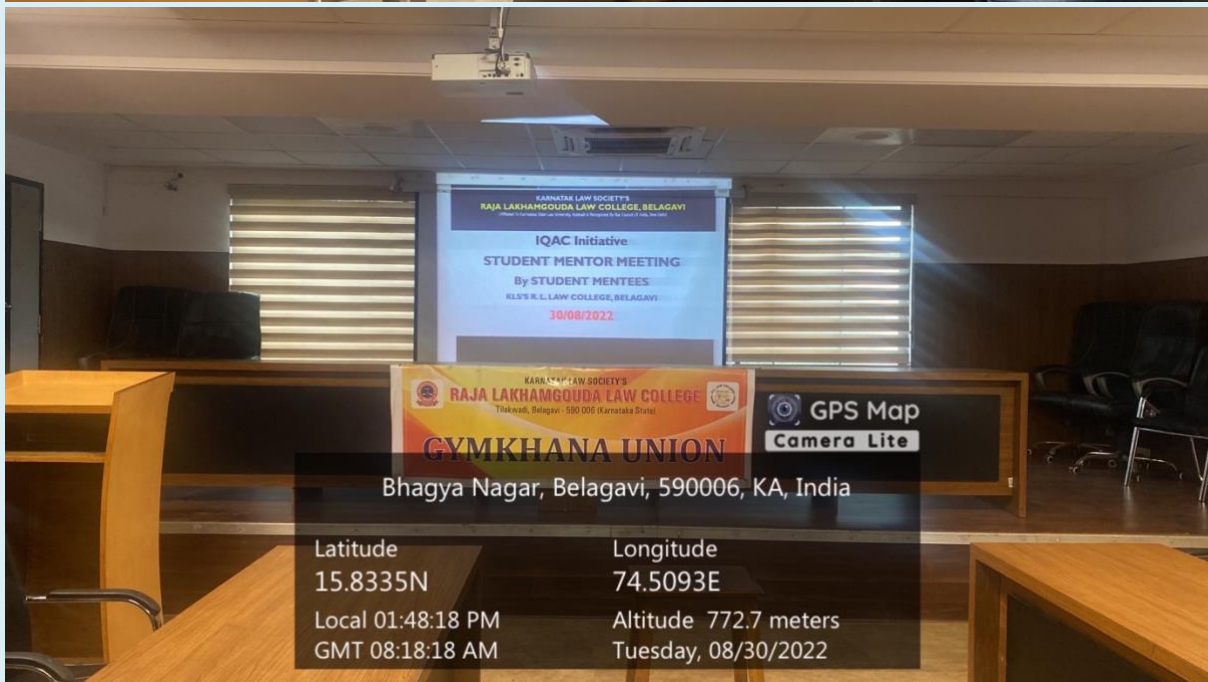 KARNATAK LAW SOCIETY'S
RAJA LAKHAMGOUDA LAW COLLEGE, BELAGAVI
IQAC Initiative
STUDENT MENTOR MEETING
By STUDENT MENTEES
KLS'S R. L. LAW COLLEGE, BELAGAVI
30/08/2022
KARNATAK LAW SOCIETY'S
RAJA LAKHAMGOUDA LAW COLLEGE
Tilakwadi, Belagavi - 590 006 (Karnataka State)
GYMKHANA UNION
GPS Map
Camera Lite
Bhagya Nagar, Belagavi, 590006, KA, India
Latitude
15.8335N
Longitude
74.5093E
Local 01:48:18 PM
GMT 08:18:18 AM
Altitude 772.7 meters
Tuesday, 08/30/2022